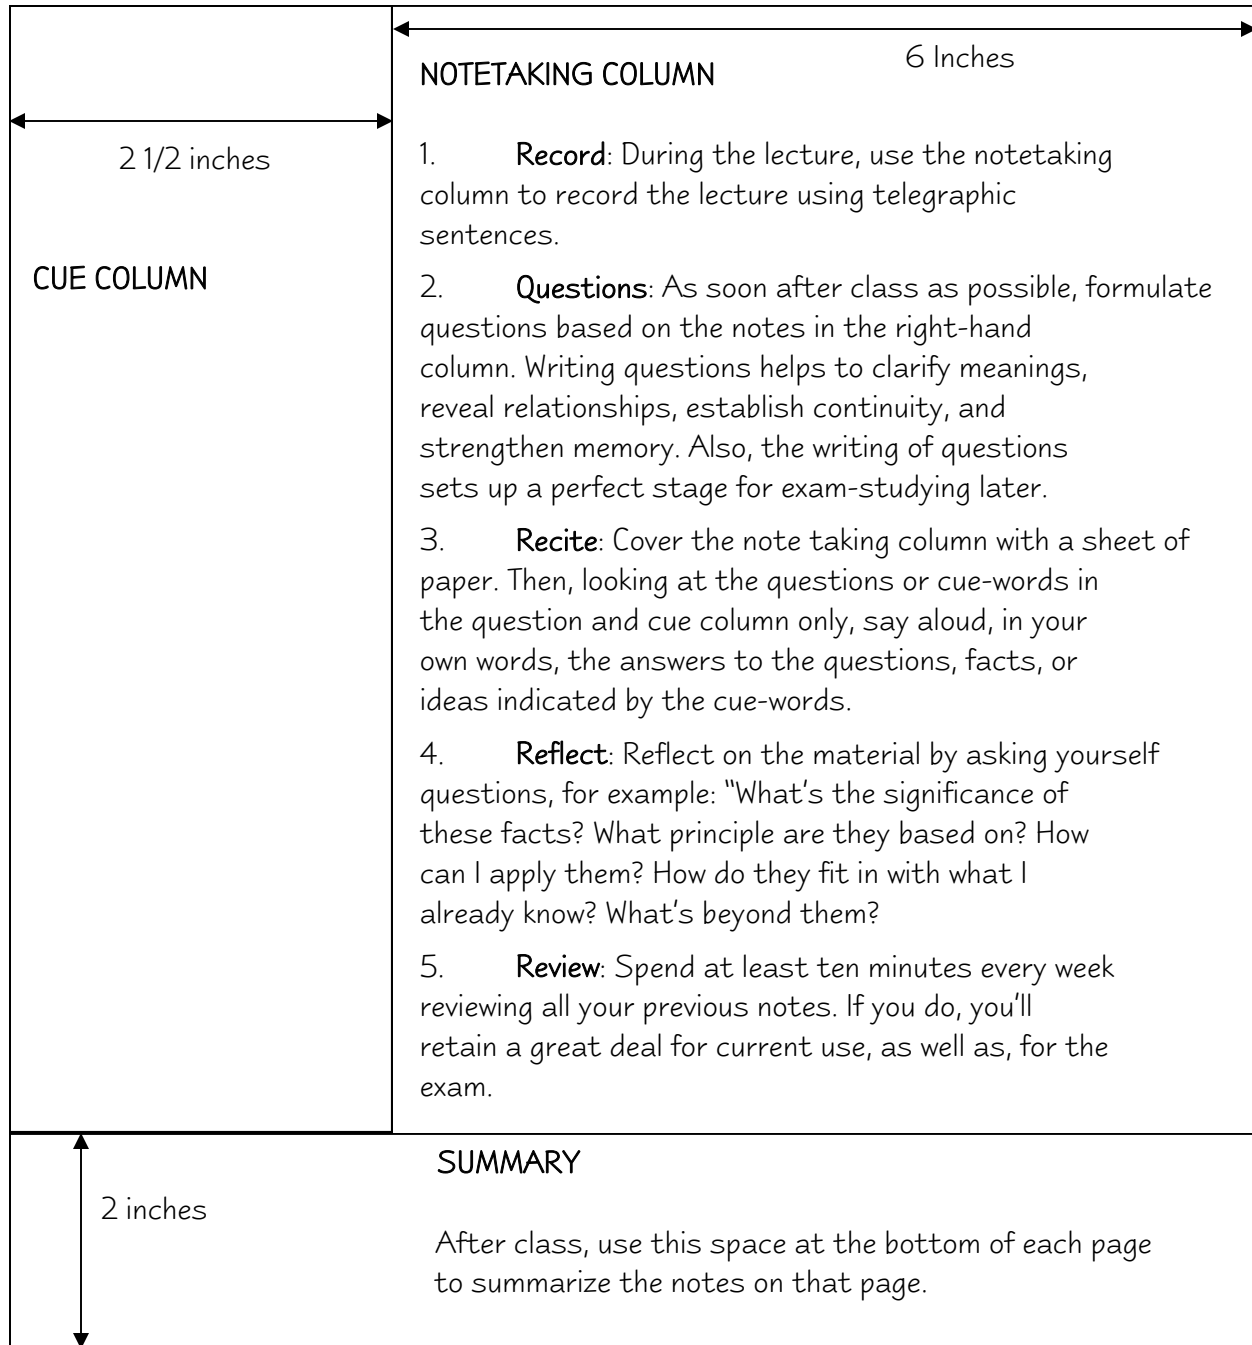 6 Inches
NOTETAKING COLUMN
2 1/2 inches
CUE COLUMN
1. Record: During the lecture, use the notetaking
column to record the lecture using telegraphic
sentences.
2. Questions: As soon after class as possible, formulate
questions based on the notes in the right-hand
column. Writing questions helps to clarify meanings,
reveal relationships, establish continuity, and
strengthen memory. Also, the writing of questions
sets up a perfect stage for exam-studying later.
3. Recite: Cover the note taking column with a sheet of
paper. Then, looking at the questions or cue-words in
the question and cue column only, say aloud, in your
own words, the answers to the questions, facts, or
ideas indicated by the cue-words.
4. Reflect: Reflect on the material by asking yourself
questions, for example: “What's the significance of
these facts? What principle are they based on? How
can I apply them? How do they fit in with what I
already know? What's beyond them?
5. Review: Spend at least ten minutes every week
reviewing all your previous notes. If you do, you'll
retain a great deal for current use, as well as, for the
exam.
SUMMARY
2 inches
After class, use this space at the bottom of each page
to summarize the notes on that page.